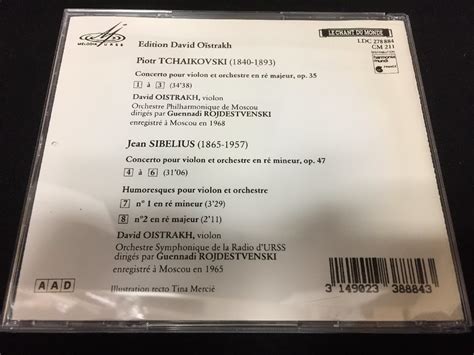 MELODIA URSS
Edition David Oïstrakh
LE CHANT DU MONDE
LDC 278 884
CM 211
harmonia mundi
Piotr TCHAIKOVSKI (1840-1893)
Concerto pour violon et orchestre en ré majeur, op. 35
1 à 3 (34'38)
David OISTRAKH, violon
Orchestre Philharmonique de Moscou
dirigés par Guennadi ROJDESTVENSKI
enregistré à Moscou en 1968
Jean SIBELIUS (1865-1957)
Concerto pour violon et orchestre en ré mineur, op. 47
4 à 6 (31'06)
Humoresques pour violon et orchestre
7 n° 1 en ré mineur (3'29)
8 n° 2 en ré majeur (2'11)
David OISTRAKH, violon
Orchestre Symphonique de la Radio d'URSS
dirigés par Guennadi ROJDESTVENSKI
enregistré à Moscou en 1965
AAD
Illustration recto Tina Mercié
3 149023 388843